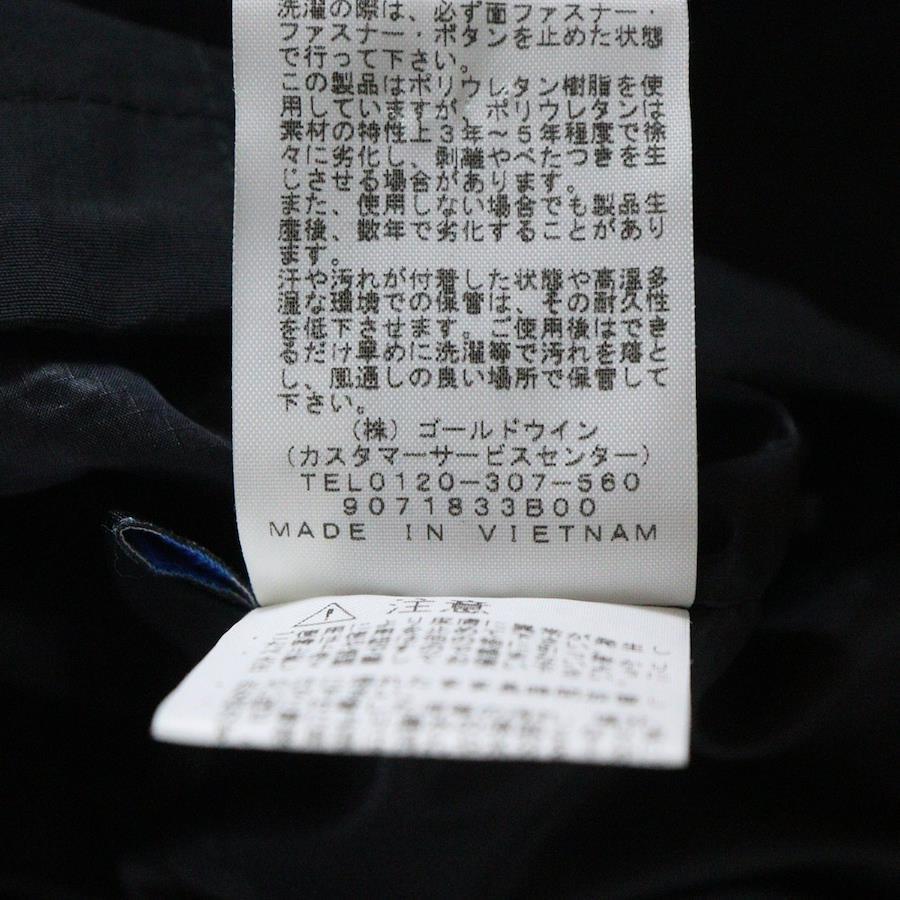 洗濯の際は、必ず面ファスナー・
ファスナー・ボタンを止めた状態
で行って下さい。
この製品はポリウレタン樹脂を使
用していますが、ポリウレタンは
素材の特性上3年~5年程度で徐
々に劣化し、剥離やべたつきを生
じさせる場合があります。
また、使用しない場合でも製品生
産後、数年で劣化することがあり
ます。
汗や汚れが付着した状態や高温多
湿な環境での保管は、その耐久性
を低下させます。ご使用後はでき
るだけ早めに洗濯等で汚れを落と
し、風通しの良い場所で保管して
下さい。
(株)ゴールドウイン
(カスタマーサービスセンター)
TEL0120-307-560
9071833B00
MADE IN VIETNAM
注意